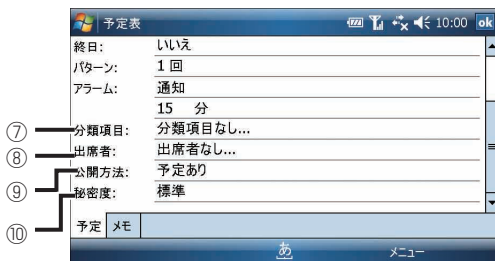 予定表 10:00 ok
終日: いいえ
パターン: 1 回
アラーム: 通知
15 分
⑦ 分類項目: 分類項目なし...
⑧ 出席者: 出席者なし...
⑨ 公開方法: 予定あり
⑩ 秘密度: 標準
予定 メモ
あ メニュー